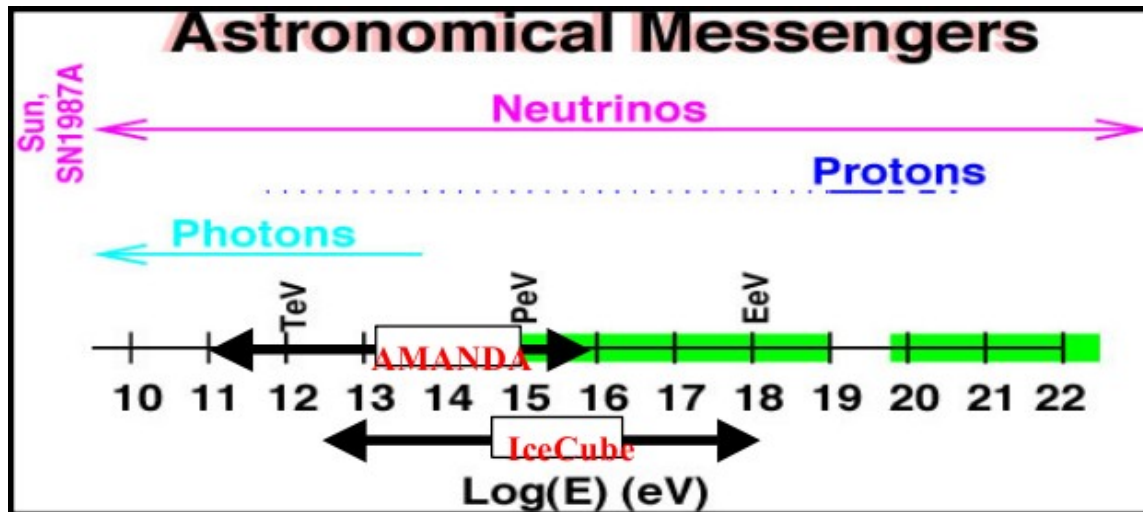 Astronomical Messengers
Sun,
SN1987A
Neutrinos
Protons
Photons
TeV
PeV
EeV
AMANDA
10 11 12 13 14 15 16 17 18 19 20 21 22
IceCube
Log(E) (eV)